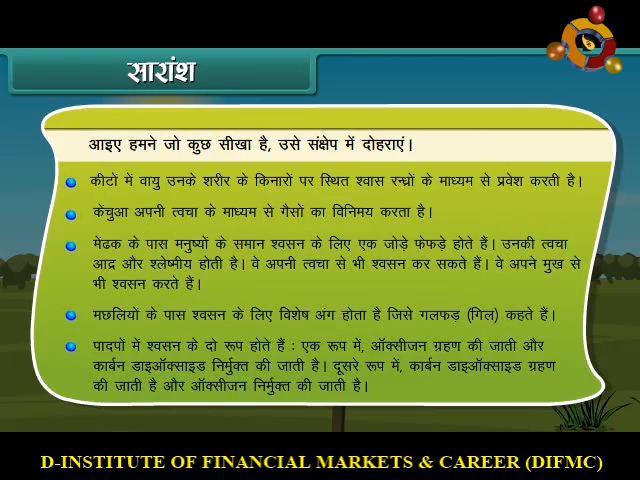 सारांश
आइए हमने जो कुछ सीखा है, उसे संक्षेप में दोहराएं।
कीटों में वायु उनके शरीर के किनारों पर स्थित श्वास रन्ध्रों के माध्यम से प्रवेश करती है।
केंचुआ अपनी त्वचा के माध्यम से गैसों का विनिमय करता है।
मेंढक के पास मनुष्यों के समान श्वसन के लिए एक जोड़े फेफड़े होते हैं। उनकी त्वचा
आद्र और श्लेष्मीय होती है। वे अपनी त्वचा से भी श्वसन कर सकते हैं। वे अपने मुख से
भी श्वसन करते हैं।
मछलियों के पास श्वसन के लिए विशेष अंग होता है जिसे गलफड़ (गिल) कहते हैं।
पादपों में श्वसन के दो रूप होते हैं : एक रूप में, ऑक्सीजन ग्रहण की जाती और
कार्बन डाइऑक्साइड निर्मुक्त की जाती है। दूसरे रूप में, कार्बन डाइऑक्साइड ग्रहण
की जाती है और ऑक्सीजन निर्मुक्त की जाती है।
D-INSTITUTE OF FINANCIAL MARKETS & CAREER (DIFMC)